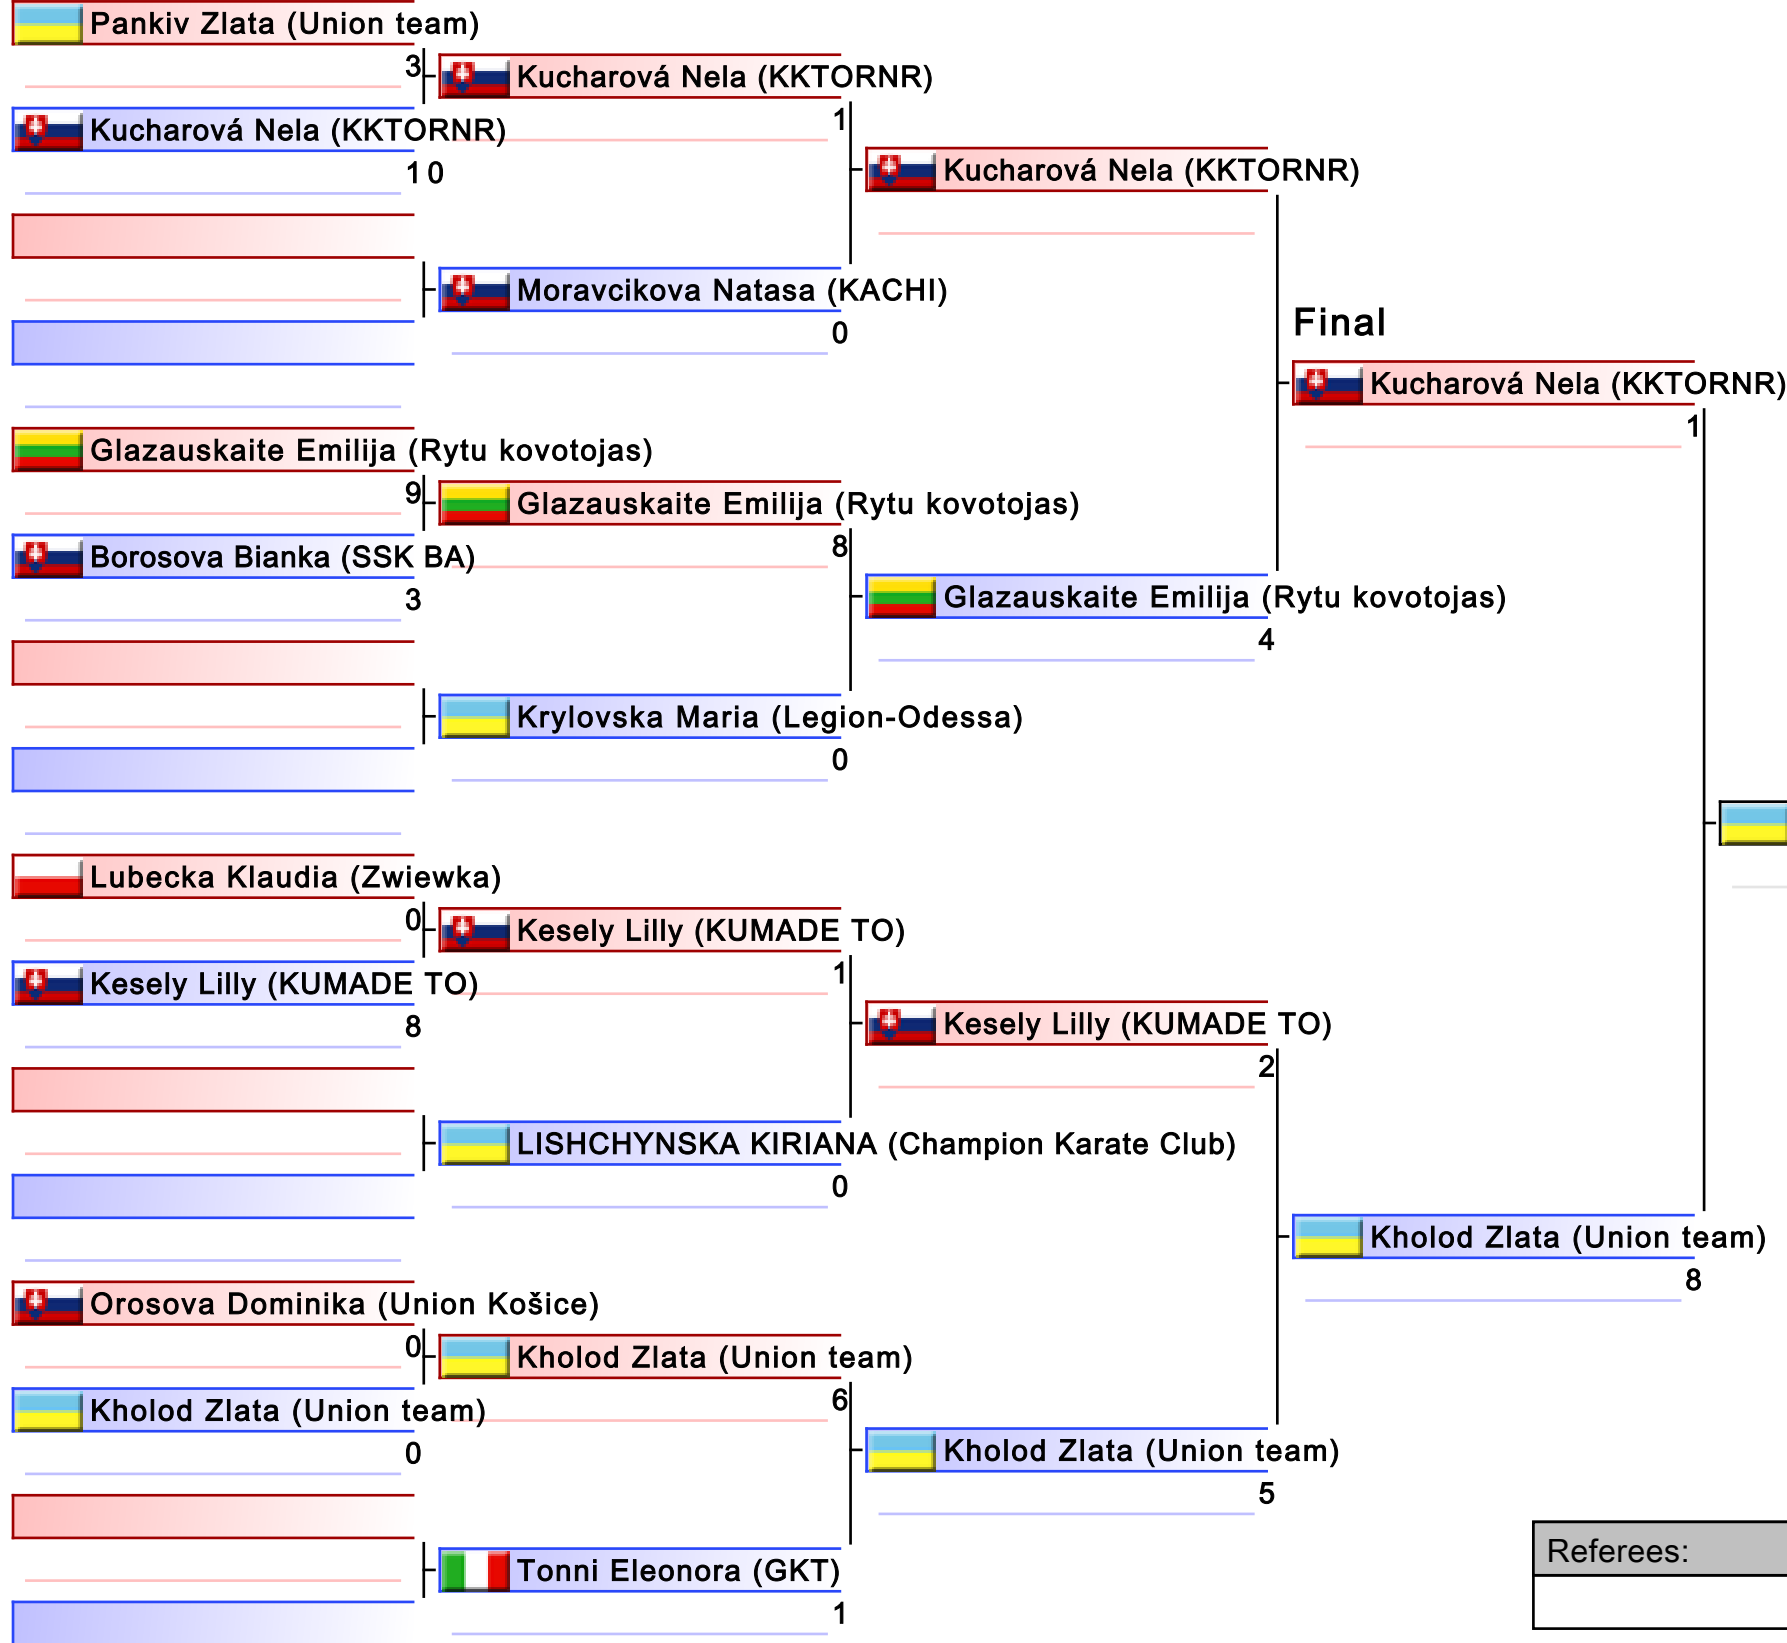 Pankiv Zlata (Union team)
3
Kucharová Nela (KKTORNR)
Kucharová Nela (KKTORNR)
1
10
Kucharová Nela (KKTORNR)
Moravcikova Natasa (KACHI)
0
Final
Kucharová Nela (KKTORNR)
1
Glazauskaite Emilija (Rytu kovotojas)
9
Glazauskaite Emilija (Rytu kovotojas)
8
Borosova Bianka (SSK BA)
3
Glazauskaite Emilija (Rytu kovotojas)
4
Krylovska Maria (Legion-Odessa)
0
Lubecka Klaudia (Zwiewka)
0
Kesely Lilly (KUMADE TO)
1
Kesely Lilly (KUMADE TO)
8
Kesely Lilly (KUMADE TO)
2
LISHCHYNSKA KIRIANA (Champion Karate Club)
0
Kholod Zlata (Union team)
8
Orosova Dominika (Union Košice)
0
Kholod Zlata (Union team)
6
Kholod Zlata (Union team)
0
Kholod Zlata (Union team)
5
Tonni Eleonora (GKT)
1
Referees: